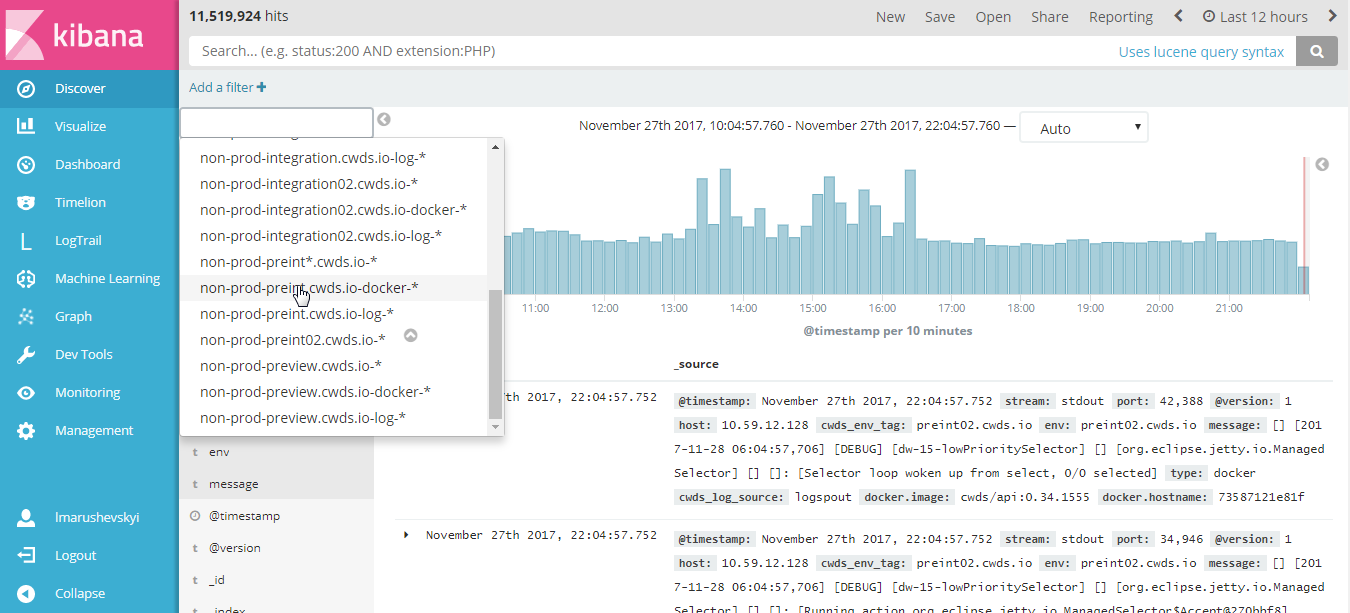 kibana
Discover
Visualize
Dashboard
Timelion
LogTrail
Machine Learning
Graph
Dev Tools
Monitoring
Management
lmarushevskyi
Logout
Collapse
11,519,924 hits
New Save Open Share Reporting Last 12 hours
Search... (e.g. status:200 AND extension:PHP) Uses lucene query syntax
Add a filter
November 27th 2017, 10:04:57.760 - November 27th 2017, 22:04:57.760 — Auto
non-prod-integration.cwds.io-log-*
non-prod-integration02.cwds.io-*
non-prod-integration02.cwds.io-docker-*
non-prod-integration02.cwds.io-log-*
non-prod-preint*.cwds.io-*
non-prod-preint.cwds.io-docker-*
non-prod-preint.cwds.io-log-*
non-prod-preint02.cwds.io-*
non-prod-preview.cwds.io-*
non-prod-preview.cwds.io-docker-*
non-prod-preview.cwds.io-log-*
t env
t message
@timestamp
t @version
t _id
t _index
11:00 12:00 13:00 14:00 15:00 16:00 17:00 18:00 19:00 20:00 21:00
@timestamp per 10 minutes
_source
th 2017, 22:04:57.752
@timestamp: November 27th 2017, 22:04:57.752 stream: stdout port: 42,388 @version: 1
host: 10.59.12.128 cwds_env_tag: preint02.cwds.io env: preint02.cwds.io message: [] [201
7-11-28 06:04:57,706] [DEBUG] [dw-15-lowPrioritySelector] [] [org.eclipse.jetty.io.Managed
Selector] [] []: [Selector loop woken up from select, 0/0 selected] type: docker
cwds_log_source: logspout docker.image: cwds/api:0.34.1555 docker.hostname: 73587121e81f
November 27th 2017, 22:04:57.752
@timestamp: November 27th 2017, 22:04:57.752 stream: stdout port: 34,946 @version: 1
host: 10.59.12.128 cwds_env_tag: preint02.cwds.io env: preint02.cwds.io message: [] [201
7-11-28 06:04:57,706] [DEBUG] [dw-15-lowPrioritySelector] [] [org.eclipse.jetty.io.Managed
Selector] [] []: [Running action org.eclipse.jetty.io.ManagedSelector$Accept@270bbf8]